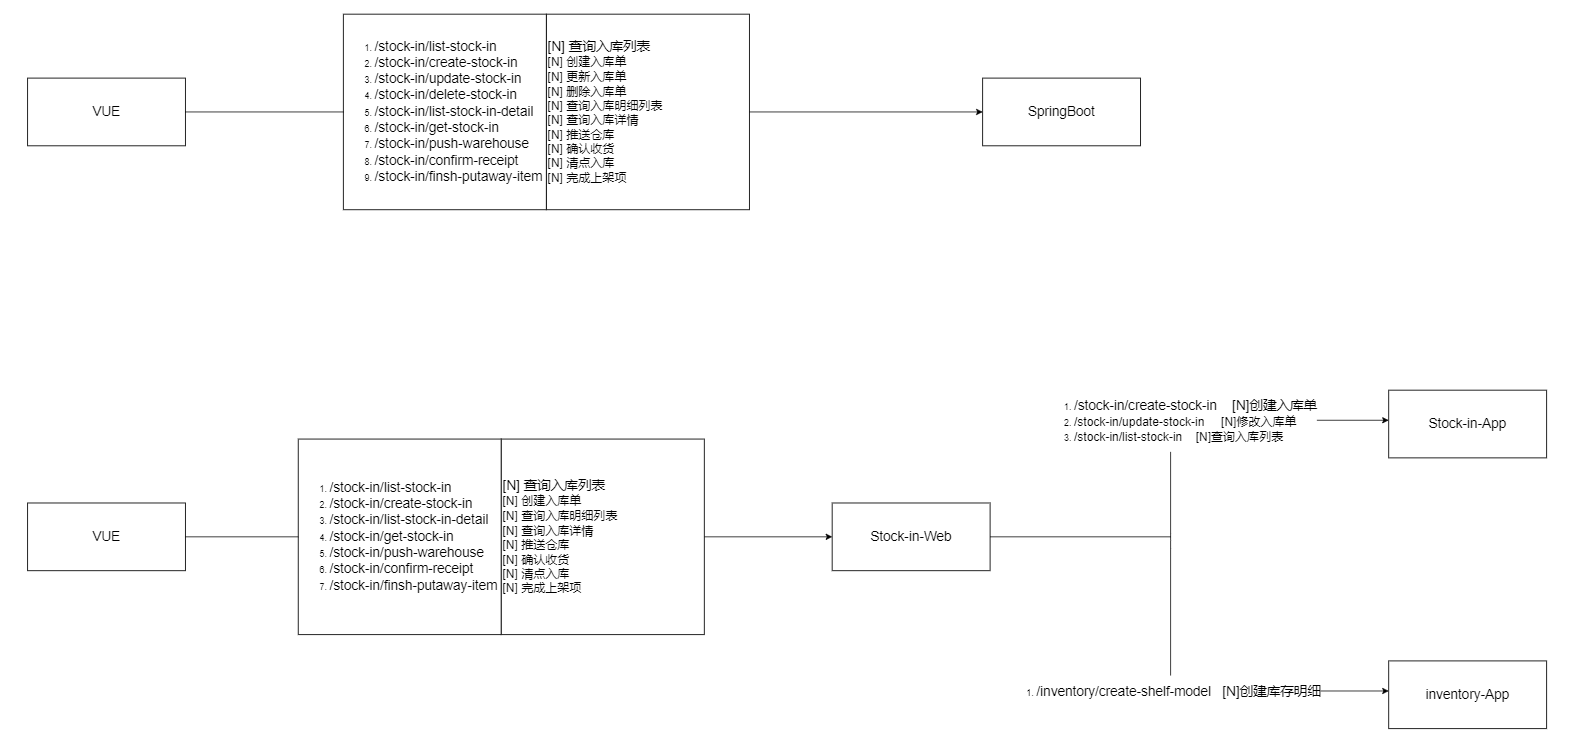 VUE
1. /stock-in/list-stock-in
2. /stock-in/create-stock-in
3. /stock-in/update-stock-in
4. /stock-in/delete-stock-in
5. /stock-in/list-stock-in-detail
6. /stock-in/get-stock-in
7. /stock-in/push-warehouse
8. /stock-in/confirm-receipt
9. /stock-in/finsh-putaway-item
[N] 查询入库列表
[N] 创建入库单
[N] 更新入库单
[N] 删除入库单
[N] 查询入库明细列表
[N] 查询入库详情
[N] 推送仓库
[N] 确认收货
[N] 清点入库
[N] 完成上架项
SpringBoot
VUE
1. /stock-in/list-stock-in
2. /stock-in/create-stock-in
3. /stock-in/list-stock-in-detail
4. /stock-in/get-stock-in
5. /stock-in/push-warehouse
6. /stock-in/confirm-receipt
7. /stock-in/finsh-putaway-item
[N] 查询入库列表
[N] 创建入库单
[N] 查询入库明细列表
[N] 查询入库详情
[N] 推送仓库
[N] 确认收货
[N] 清点入库
[N] 完成上架项
Stock-in-Web
1. /stock-in/create-stock-in [N]创建入库单
2. /stock-in/update-stock-in [N]修改入库单
3. /stock-in/list-stock-in [N]查询入库列表
Stock-in-App
1. /inventory/create-shelf-model [N]创建库存明细
inventory-App